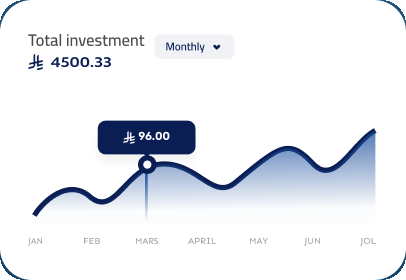 Total investment
Monthly
4500.33
96.00
JAN FEB MARS APRIL MAY JUN JOL